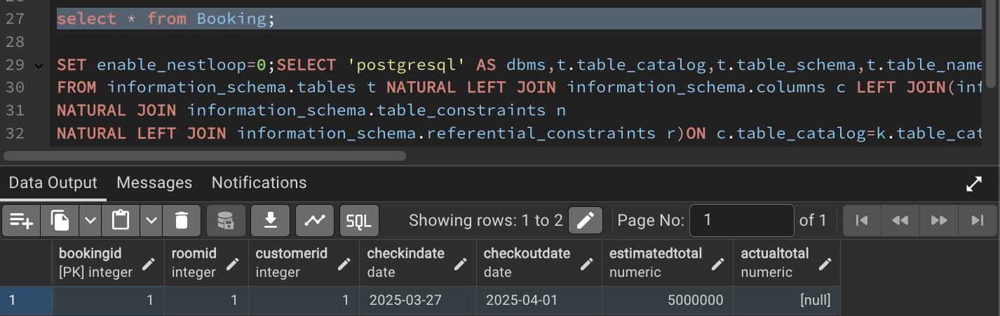 27 select * from Booking;
28
29 SET enable_nestloop=0;SELECT 'postgresql' AS dbms,t.table_catalog,t.table_schema,t.table_name
30 FROM information_schema.tables t NATURAL LEFT JOIN information_schema.columns c LEFT JOIN(inf
31 NATURAL JOIN information_schema.table_constraints n
32 NATURAL LEFT JOIN information_schema.referential_constraints r)ON c.table_catalog=k.table_cat
Data Output Messages Notifications
SQL Showing rows: 1 to 2 Page No: 1 of 1
bookingid roomid customerid checkindate checkoutdate estimatedtotal actualtotal
[PK] integer integer integer date date numeric numeric
1 1 1 1 2025-03-27 2025-04-01 5000000 [null]